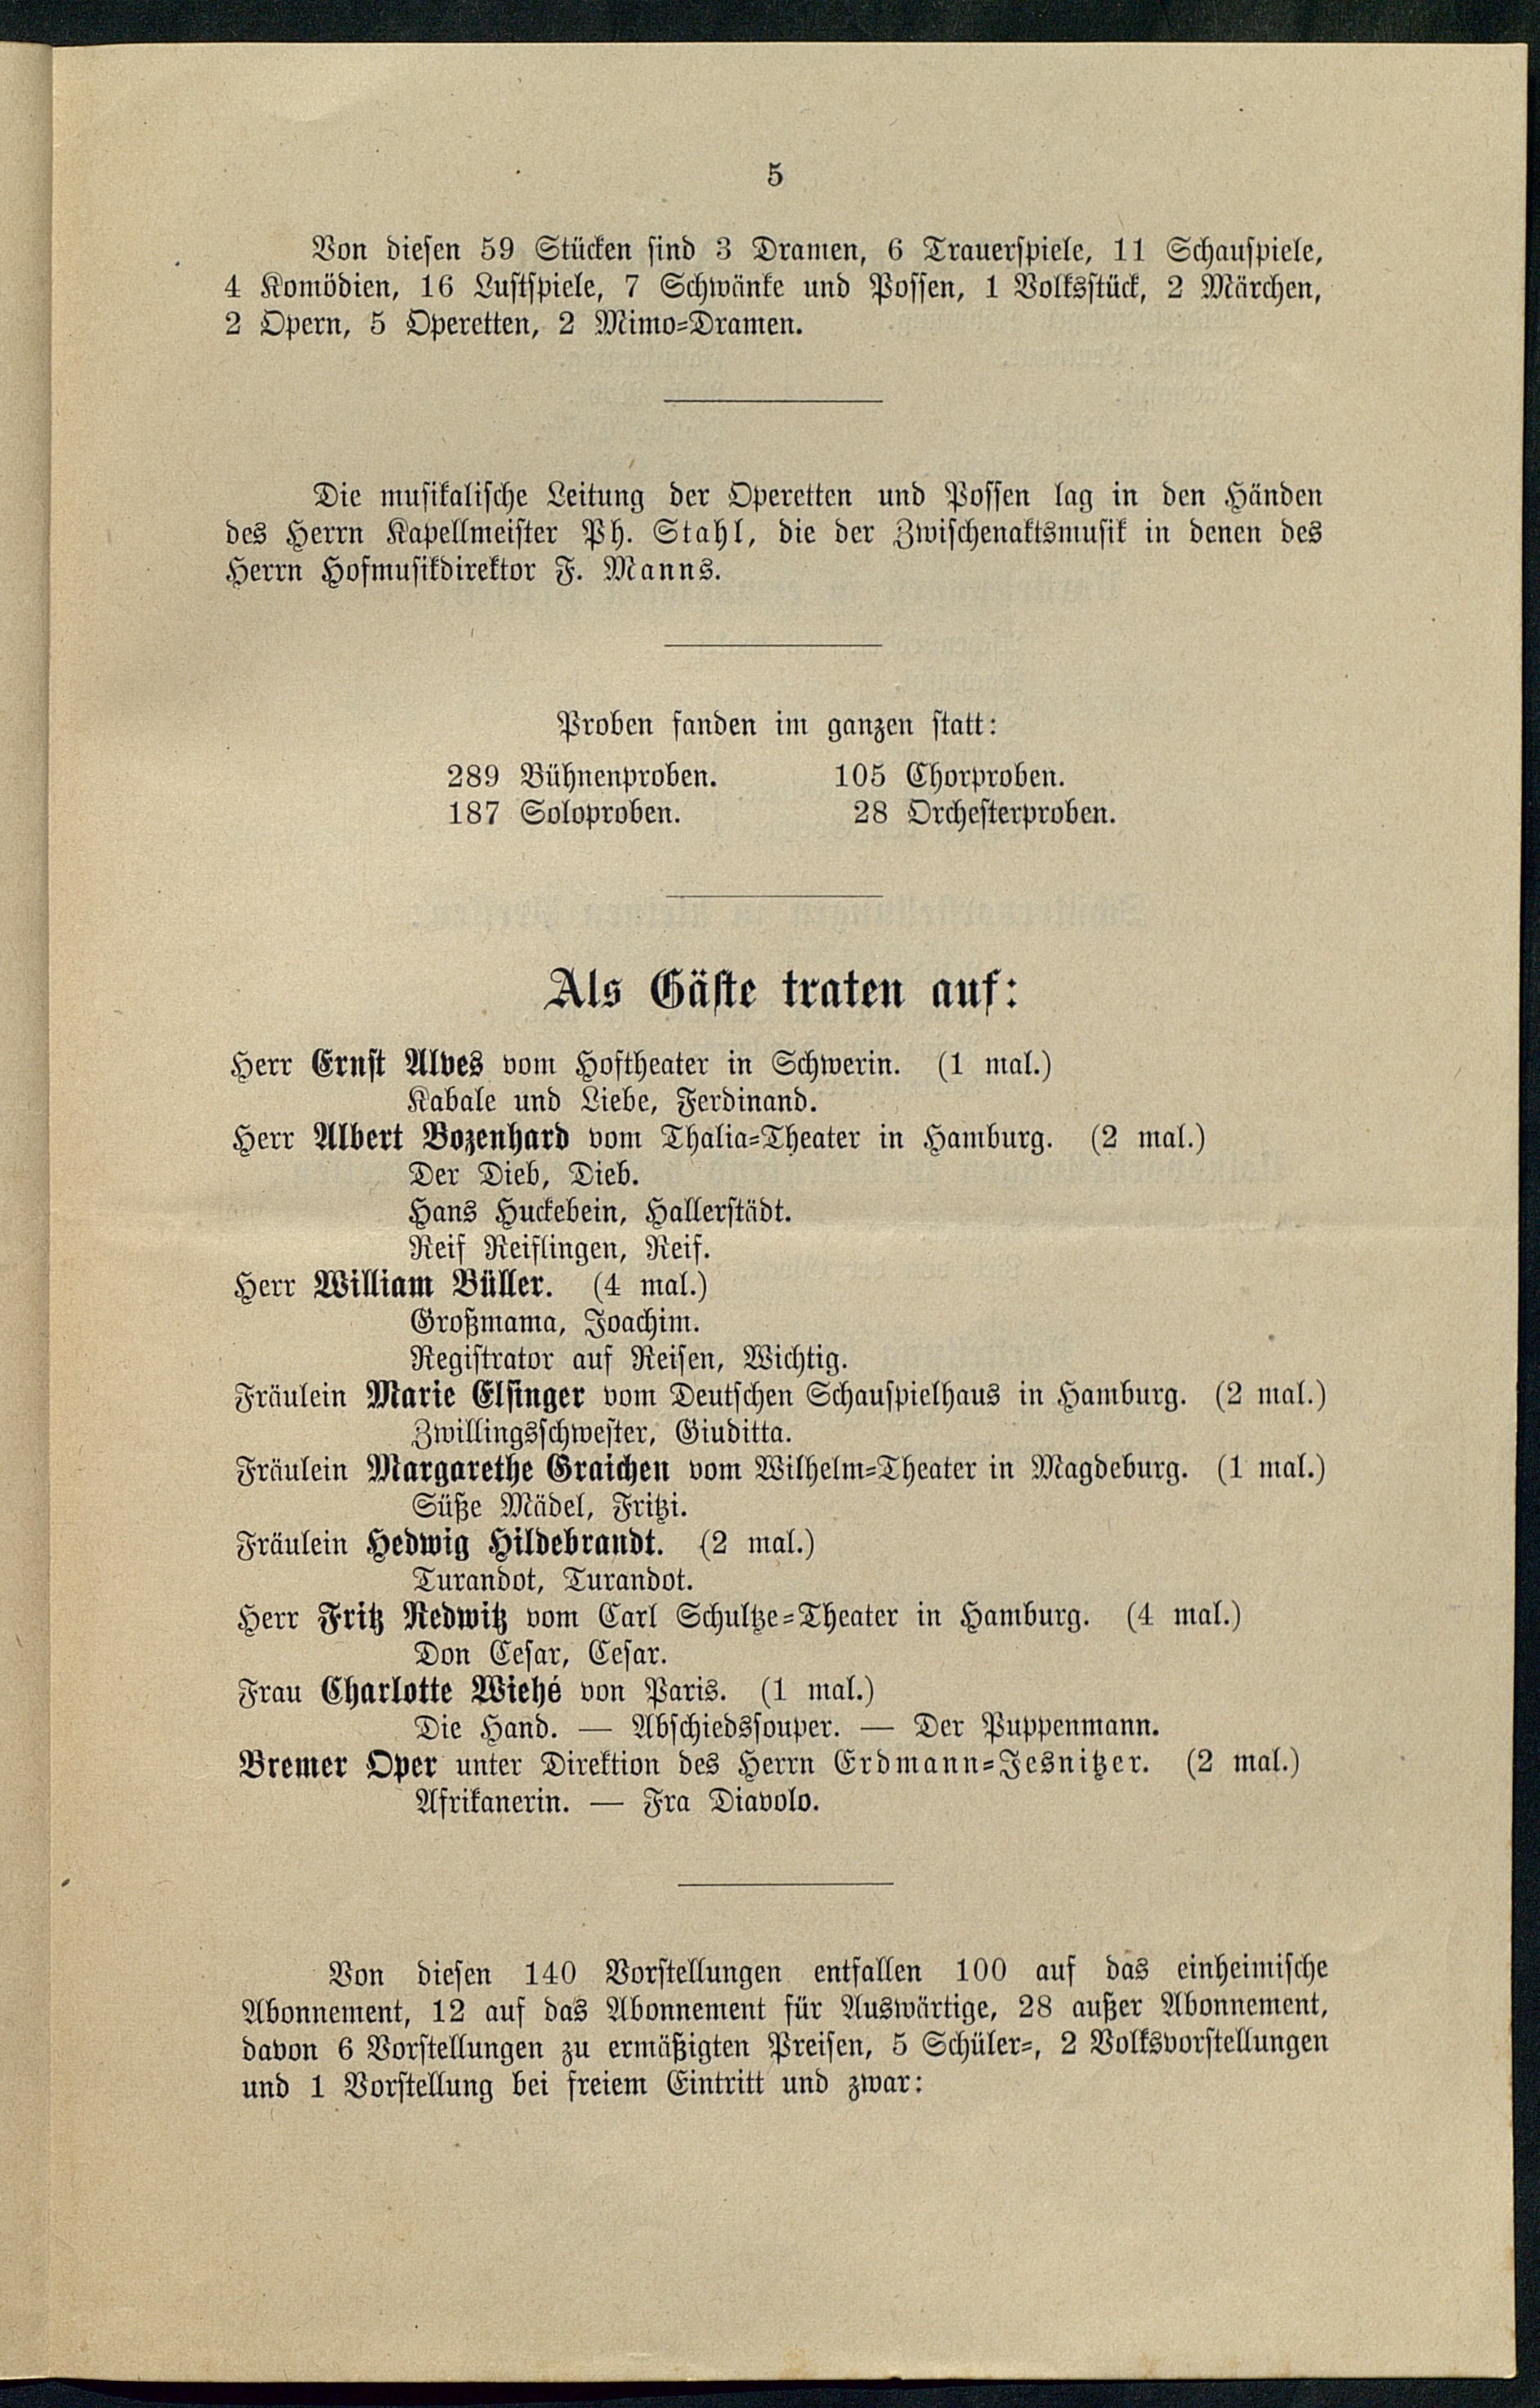 5
Von diesen 59 Stücken sind 3 Dramen, 6 Trauerspiele, 11 Schauspiele,
4 Komödien, 16 Lustspiele, 7 Schwänke und Possen, 1 Volksstück, 2 Märchen,
2 Opern, 5 Operetten, 2 Mimo-Dramen.
Die musikalische Leitung der Operetten und Possen lag in den Händen
des Herrn Kapellmeister Ph. Stahl, die der Zwischenaktsmusik in denen des
Herrn Hofmusikdirektor F. Manns.
Proben fanden im ganzen statt:
289 Bühnenproben. 105 Chorproben.
187 Soloproben. 28 Orchesterproben.
Als Gäste traten auf:
Herr Ernst Alves vom Hoftheater in Schwerin. (1 mal.)
Kabale und Liebe, Ferdinand.
Herr Albert Bozenhard vom Thalia-Theater in Hamburg. (2 mal.)
Der Dieb, Dieb.
Hans Huckebein, Hallerstädt.
Reif Reiflingen, Reif.
Herr William Büller. (4 mal.)
Großmama, Joachim.
Registrator auf Reisen, Wichtig.
Fräulein Marie Elsinger vom Deutschen Schauspielhaus in Hamburg. (2 mal.)
Zwillingsschwester, Giuditta.
Fräulein Margarethe Graichen vom Wilhelm-Theater in Magdeburg. (1 mal.)
Süße Mädel, Fritzi.
Fräulein Hedwig Hildebrandt. (2 mal.)
Turandot, Turandot.
Herr Fritz Redwitz vom Carl Schultze-Theater in Hamburg. (4 mal.)
Don Cesar, Cesar.
Frau Charlotte Wiehé von Paris. (1 mal.)
Die Hand. — Abschiedssouper. — Der Puppenmann.
Bremer Oper unter Direktion des Herrn Erdmann-Jesnitzer. (2 mal.)
Afrikanerin. — Fra Diavolo.
Von diesen 140 Vorstellungen entfallen 100 auf das einheimische
Abonnement, 12 auf das Abonnement für Auswärtige, 28 außer Abonnement,
davon 6 Vorstellungen zu ermäßigten Preisen, 5 Schüler-, 2 Volksvorstellungen
und 1 Vorstellung bei freiem Eintritt und zwar: